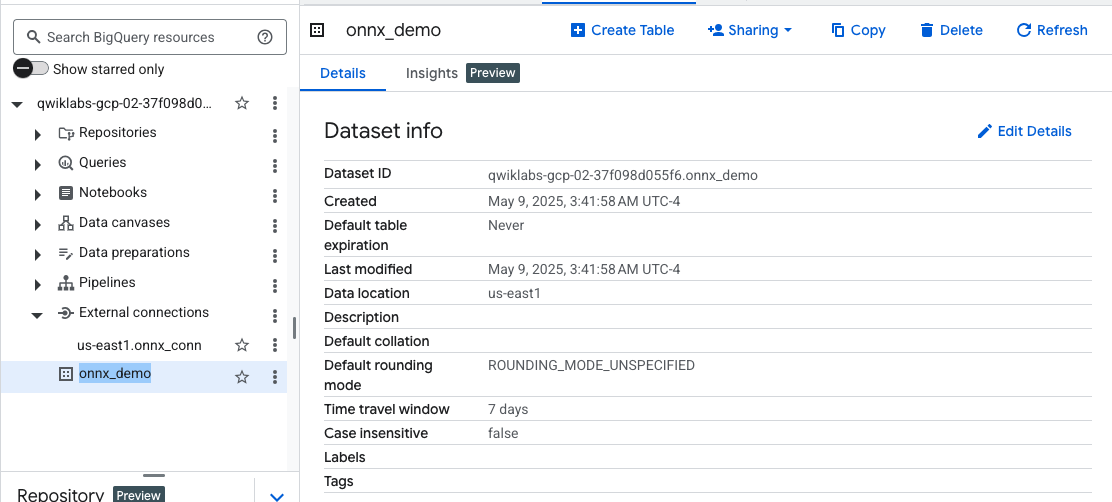 Search BigQuery resources
Show starred only
qwiklabs-gcp-02-37f098d0...
Repositories
Queries
Notebooks
Data canvases
Data preparations
Pipelines
External connections
us-east1.onnx_conn
onnx_demo
Repository Preview
onnx_demo
Create Table
Sharing
Copy
Delete
Refresh
Details
Insights Preview
Dataset info
Edit Details
Dataset ID qwiklabs-gcp-02-37f098d055f6.onnx_demo
Created May 9, 2025, 3:41:58 AM UTC-4
Default table Never
expiration
Last modified May 9, 2025, 3:41:58 AM UTC-4
Data location us-east1
Description
Default collation
Default rounding ROUNDING_MODE_UNSPECIFIED
mode
Time travel window 7 days
Case insensitive false
Labels
Tags